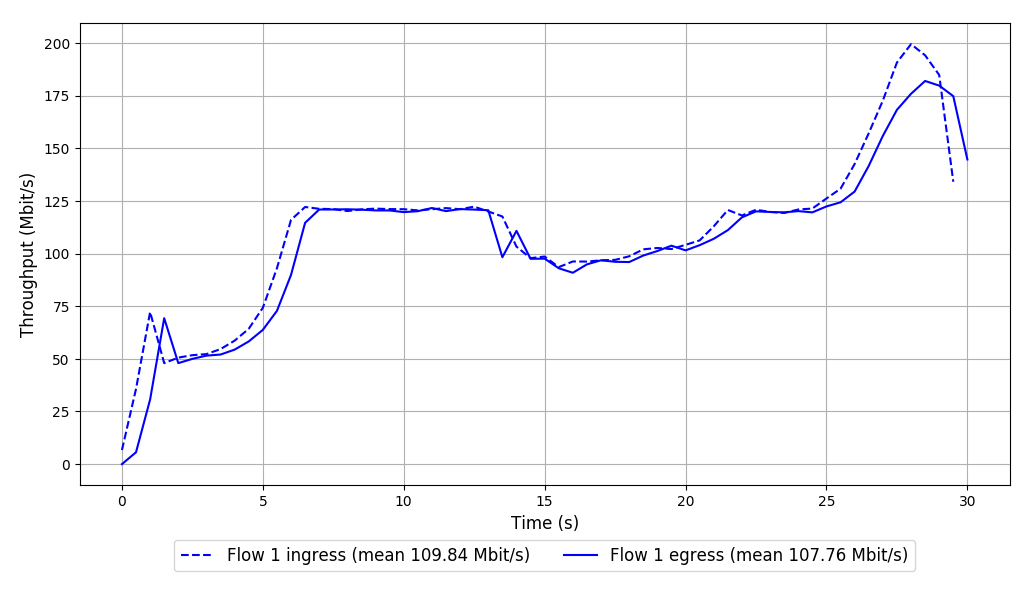 Throughput (Mbit/s)
200
175
150
125
100
75
50
25
0
0 5 10 15 20 25 30
Time (s)
Flow 1 ingress (mean 109.84 Mbit/s) Flow 1 egress (mean 107.76 Mbit/s)